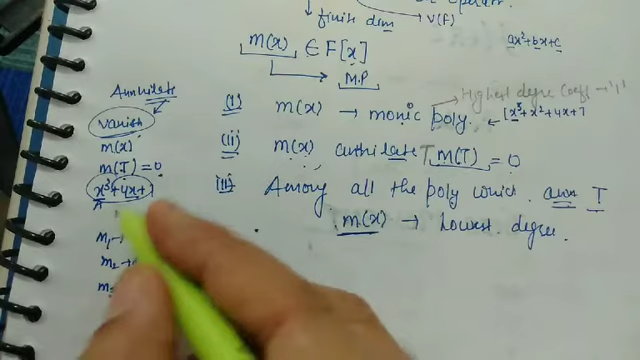 finite dim
V(F)
m(x) ∈ F[x]
ax²+bx+c
M.P
Annihilate
Highest degree Coeff → '1'
Vanish
(i) m(x) → monic poly.
[x³+x²+4x+7
m(x)
(ii) m(x) annihilate T m(T) = 0
m(T) = 0
x³+4x+1
(iii) Among all the poly which ann T
m(x) → Lowest degree.
m₁→
m₂→